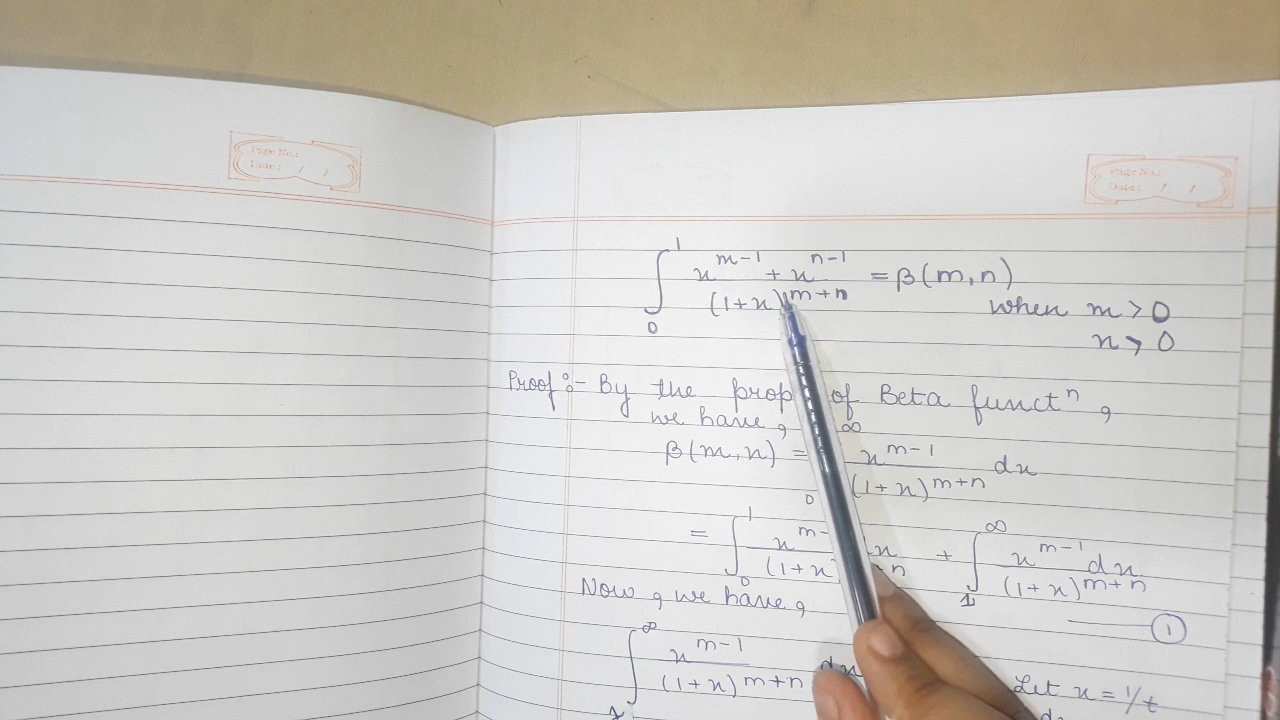 Page No.:
Date: / /
Page No.:
Date: / /
∫₀¹ (x^(m-1) + x^(n-1)) / (1+x)^(m+n) = β(m,n)
when m > 0
n > 0
Proof :- By the prop of Beta functⁿ,
we have,
β(m,n) = ∞ 0 x^(m-1) / (1+x)^(m+n) dx
= ∫₀¹ x^(m- / (1+x) n x + ∫₁^∞ x^(m-1) dx / (1+x)^(m+n)
①
Now, we have,
∫₁^∞ x^(m-1) / (1+x)^(m+n) dx Let x = 1/t